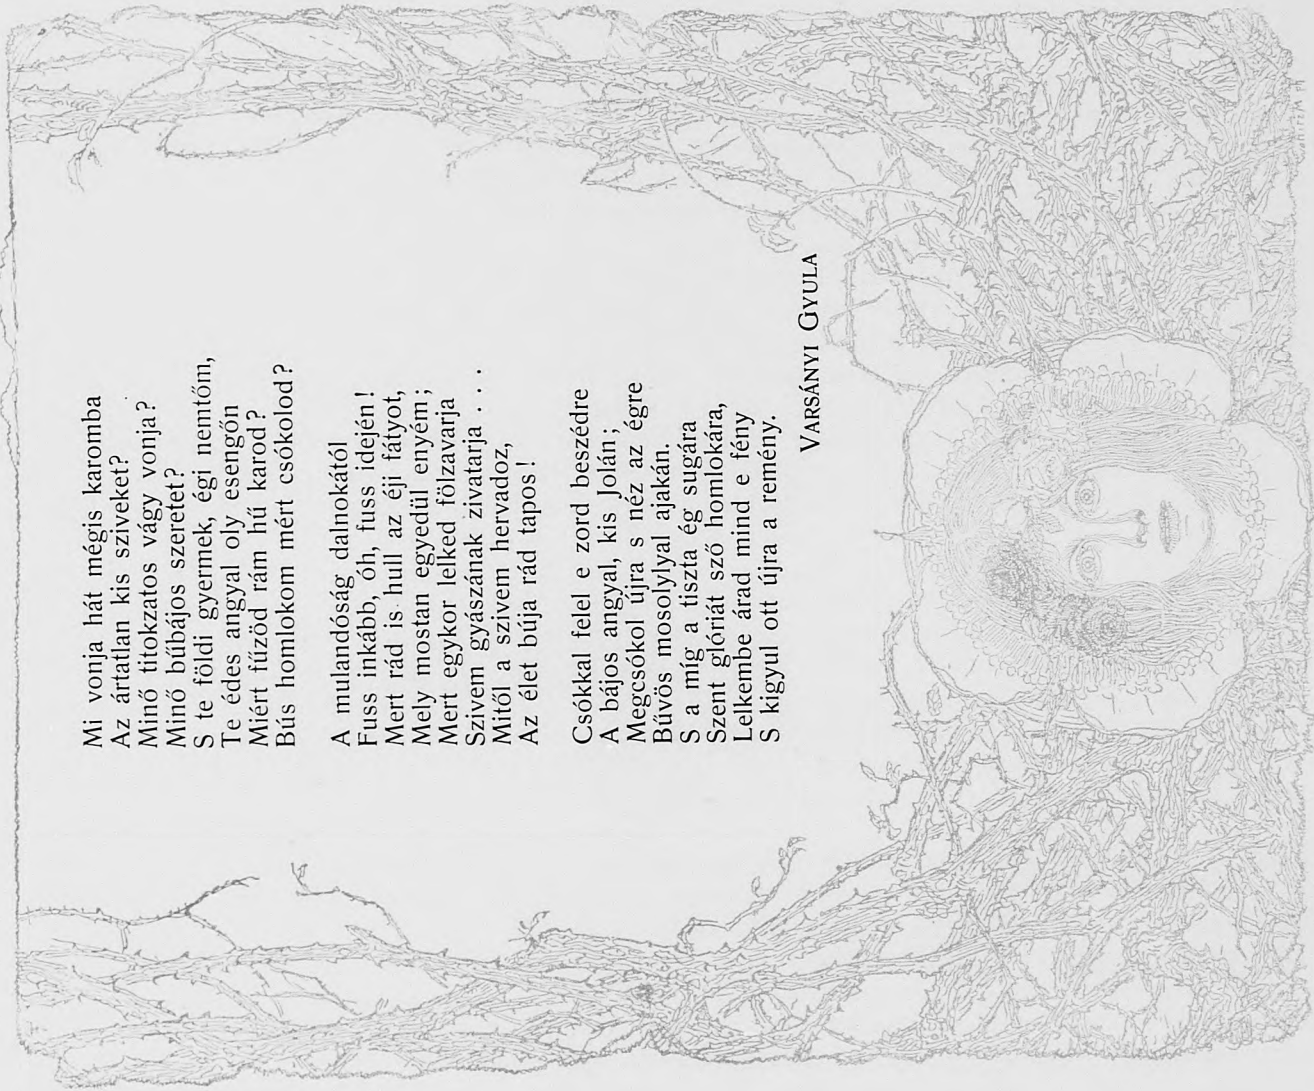 Mi vonja hát mégis karomba
Az ártatlan kis sziveket?
Minő titokzatos vágy vonja?
Minő bűbájos szeretet?
S te földi gyermek, égi nemtőm,
Te édes angyal oly esengőn
Miért fűzöd rám hű karod?
Bús homlokom mért csókolod?
A mulandóság dalnokától
Fuss inkább, óh, fuss idején!
Mert rád is hull az éji fátyol,
Mely mostan egyedül enyém;
Mert egykor lelked fölzavarja
Szivem gyászának zivatarja . . .
Mitől a szivem hervadoz,
Az élet búja rád tapos!
Csókkal felel e zord beszédre
A bájos angyal, kis Jolán;
Megcsókol újra s néz az égre
Bűvös mosolylyal ajakán.
S a míg a tiszta ég sugára
Szent glóriát sző homlokára,
Lelkembe árad mind e fény
S kigyul ott újra a remény.
VARSÁNYI GYULA